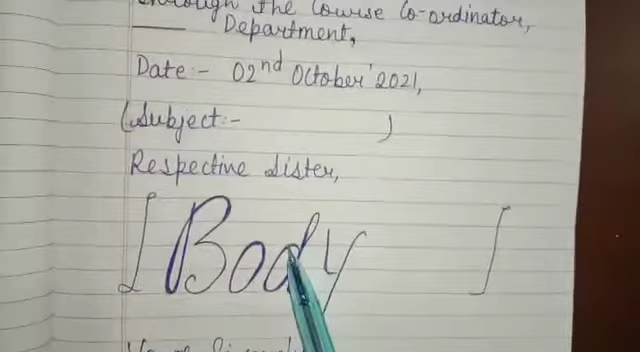 through the Course Co-ordinator,
Department,
Date:- 02nd October'2021,
(Subject:- )
Respective Sister,
[Body ]